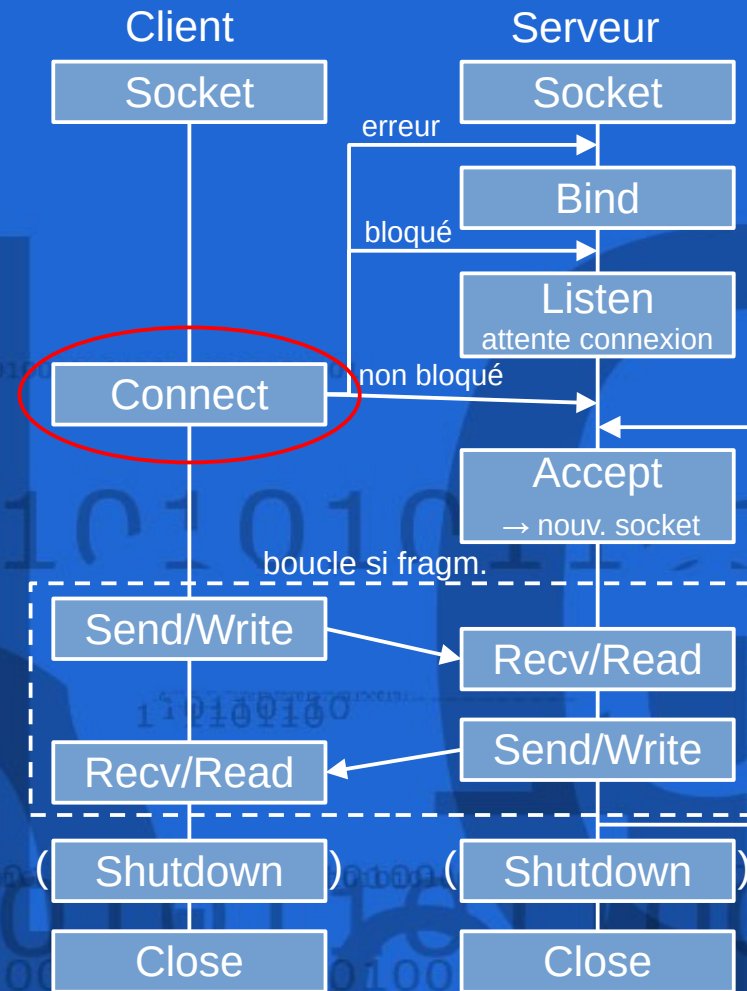 Client
Serveur
Socket
Socket
erreur
Bind
bloqué
Listen
attente connexion
Connect
non bloqué
Accept
→ nouv. socket
boucle si fragm.
Send/Write
Recv/Read
Send/Write
Recv/Read
( Shutdown )
( Shutdown )
Close
Close